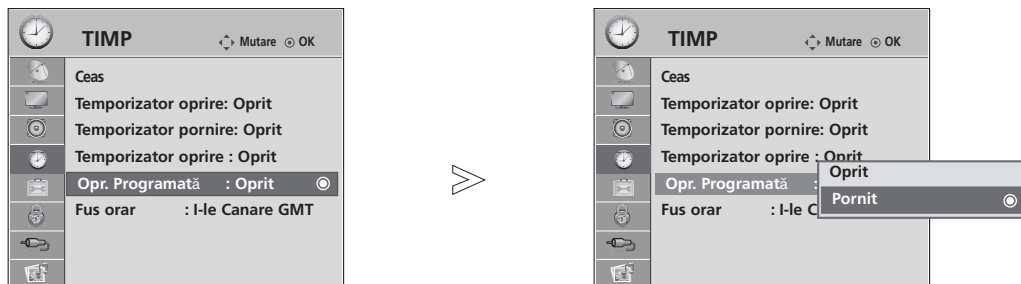 TIMP
Mutare OK
Ceas
Temporizator oprire: Oprit
Temporizator pornire: Oprit
Temporizator oprire : Oprit
Opr. Programată : Oprit
Fus orar : I-le Canare GMT
TIMP
Mutare OK
Ceas
Temporizator oprire: Oprit
Temporizator pornire: Oprit
Temporizator oprire : Oprit
Opr. Programată :
Fus orar : I-le C
Oprit
Pornit